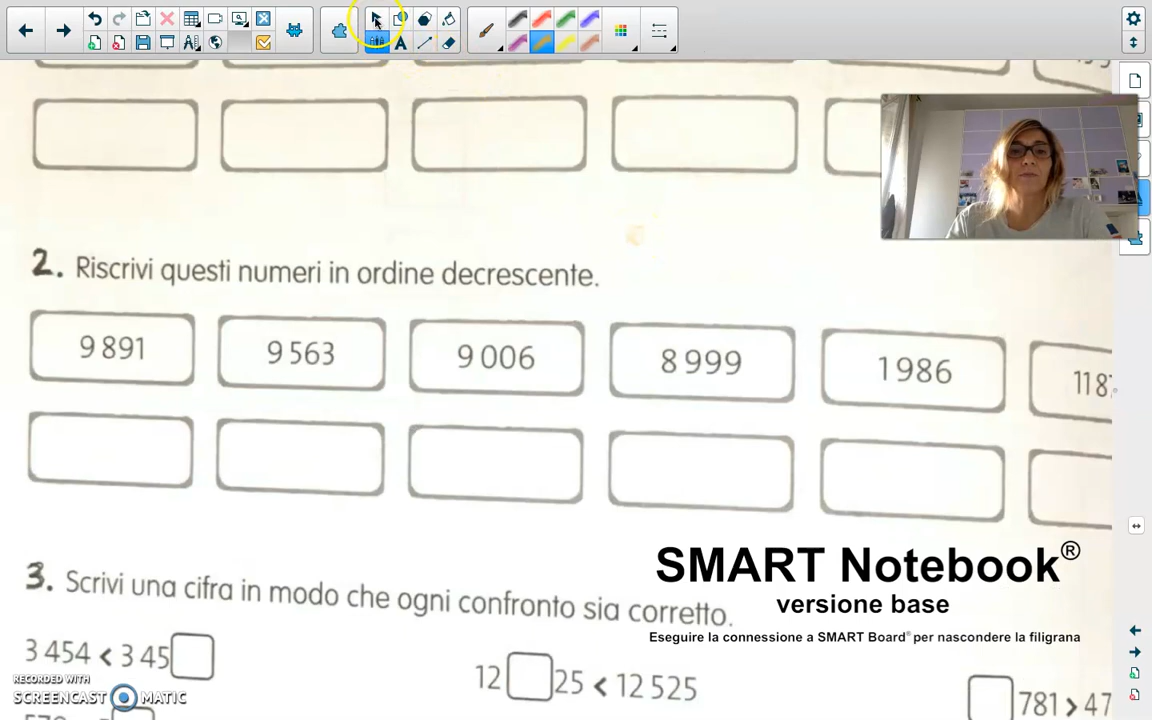 2. Riscrivi questi numeri in ordine decrescente.
9 891 9 563 9 006 8 999 1 986
3. Scrivi una cifra in modo che ogni confronto sia corretto.
SMART Notebook®
versione base
Eseguire la connessione a SMART Board® per nascondere la filigrana
3 454 < 3 45
12 25 < 12 525
781 > 47
RECORDED WITH
SCREENCAST MATIC